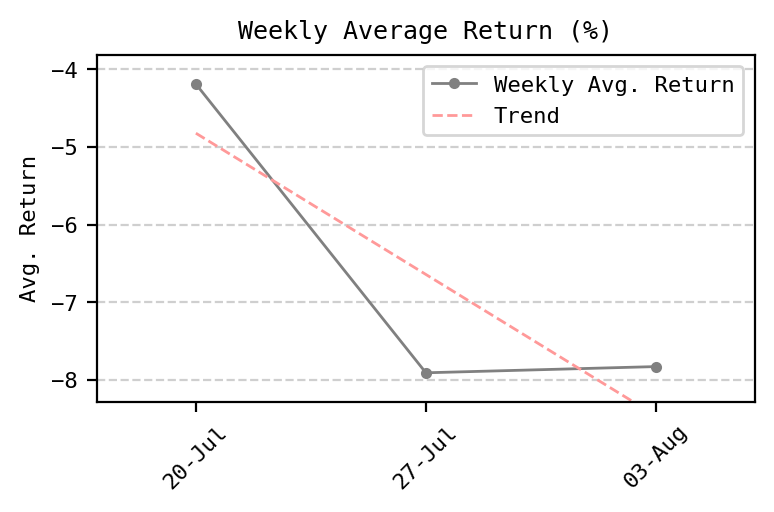 Weekly Average Return (%)
Weekly Avg. Return
Trend
Avg. Return
−4
−5
−6
−7
−8
20-Jul
27-Jul
03-Aug